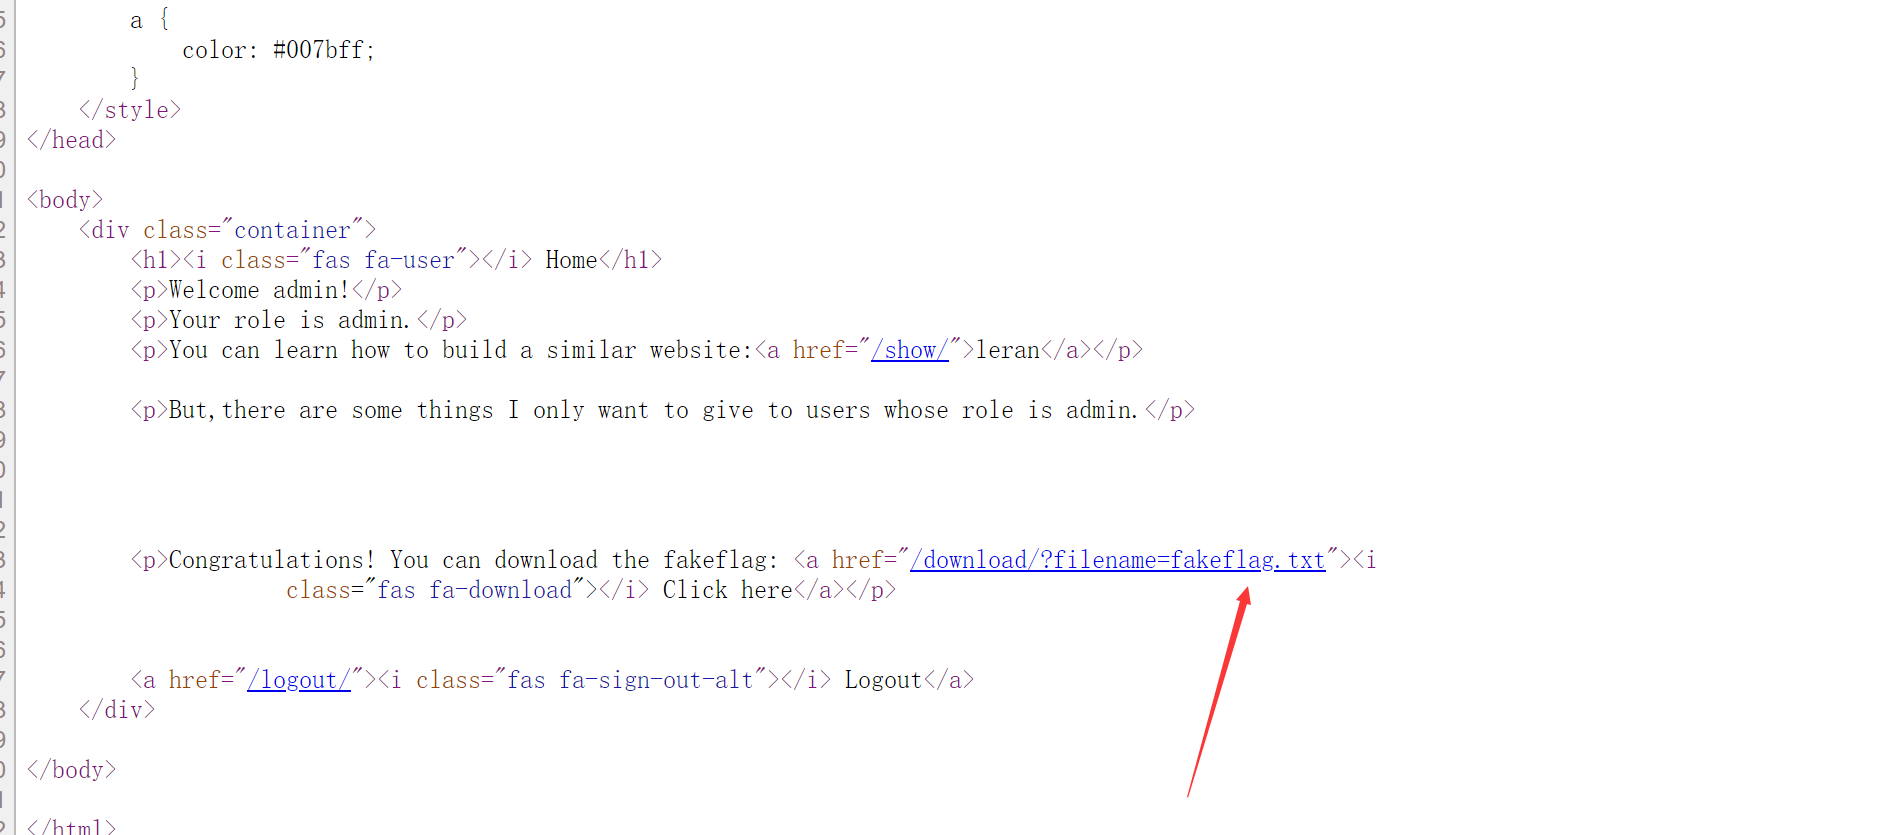 a {
color: #007bff;
}
</style>
</head>
<body>
<div class="container">
<h1><i class="fas fa-user"></i> Home</h1>
<p>Welcome admin!</p>
<p>Your role is admin.</p>
<p>You can learn how to build a similar website:<a href="/show/">leran</a></p>
<p>But,there are some things I only want to give to users whose role is admin.</p>
<p>Congratulations! You can download the fakeflag: <a href="/download/?filename=fakeflag.txt"><i
class="fas fa-download"></i> Click here</a></p>
<a href="/logout/"><i class="fas fa-sign-out-alt"></i> Logout</a>
</div>
</body>
</html>